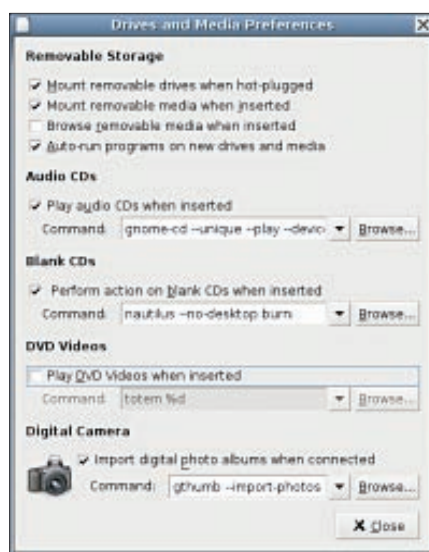 Drives and Media Preferences
Removable Storage
Mount removable drives when hot-plugged
Mount removable media when inserted
Browse removable media when inserted
Auto-run programs on new drives and media
Audio CDs
Play audio CDs when inserted
Command: gnome-cd --unique --play --device Browse...
Blank CDs
Perform action on blank CDs when inserted
Command: nautilus --no-desktop burn: Browse...
DVD Videos
Play DVD Videos when inserted
Command: totem %d Browse...
Digital Camera
Import digital photo albums when connected
Command: gthumb --import-photos Browse...
Close